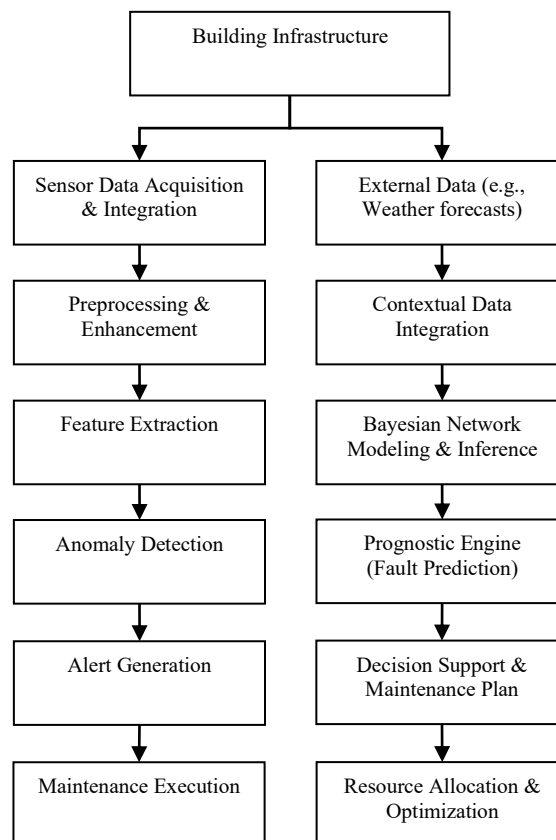 Building Infrastructure
Sensor Data Acquisition
& Integration
External Data (e.g.,
Weather forecasts)
Preprocessing &
Enhancement
Contextual Data
Integration
Feature Extraction
Bayesian Network
Modeling & Inference
Anomaly Detection
Prognostic Engine
(Fault Prediction)
Alert Generation
Decision Support &
Maintenance Plan
Maintenance Execution
Resource Allocation &
Optimization